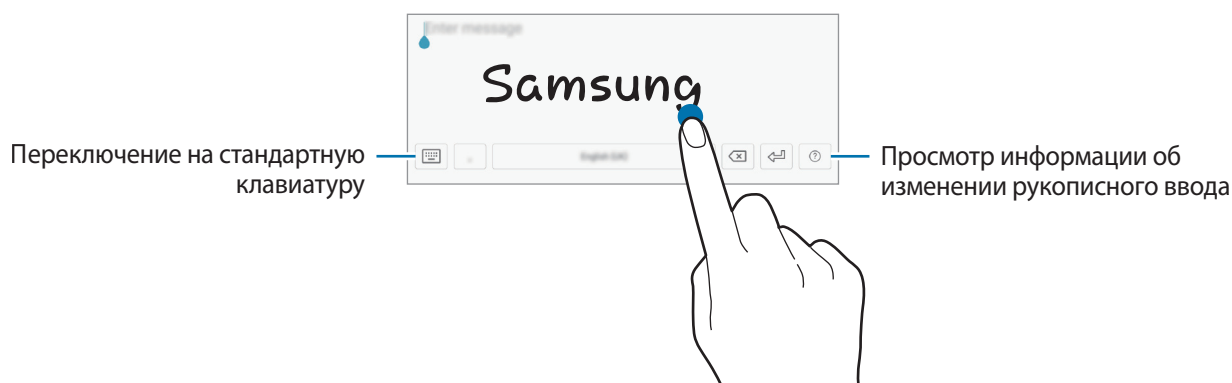 Enter message
Samsung
Переключение на стандартную
клавиатуру
English (UK)
?
Просмотр информации об
изменении рукописного ввода